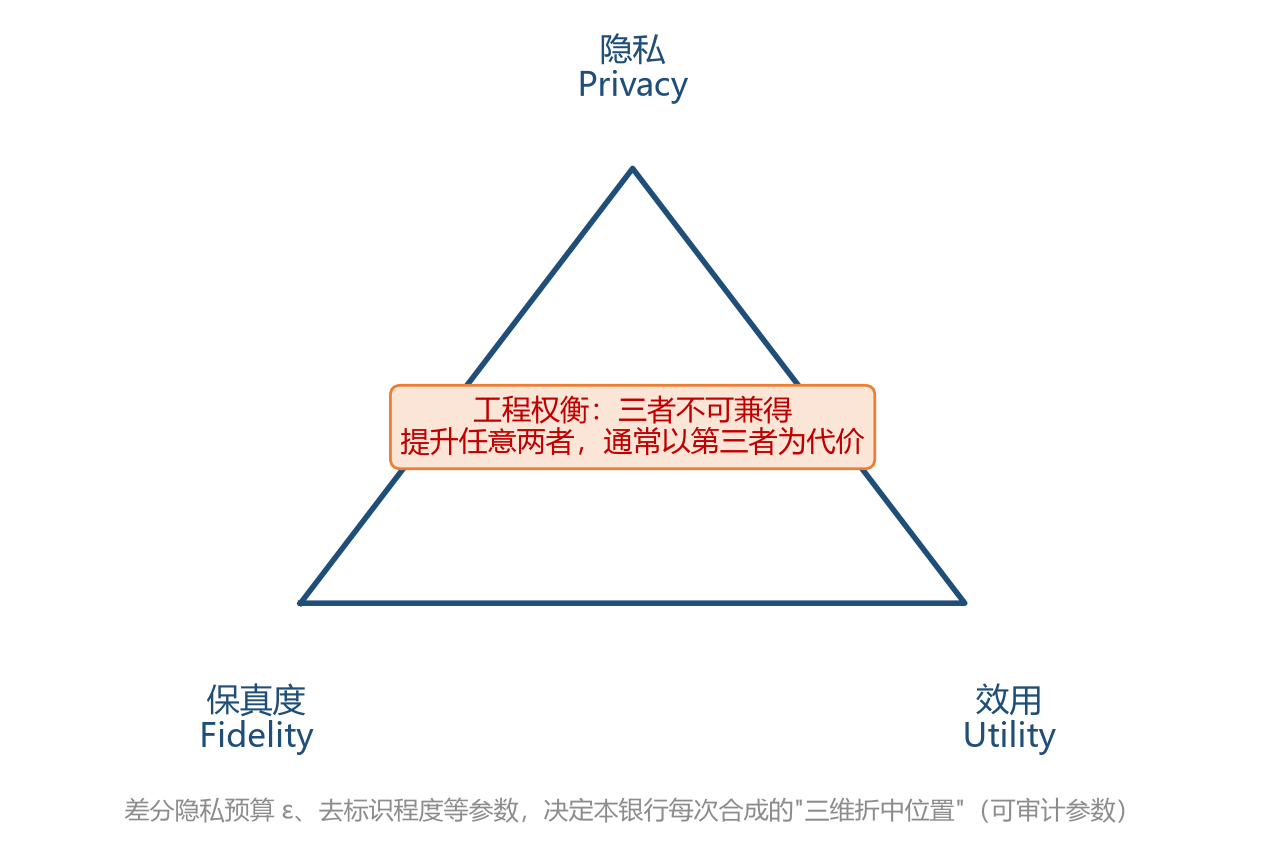 隐私
Privacy
工程权衡：三者不可兼得
提升任意两者，通常以第三者为代价
保真度
Fidelity
效用
Utility
差分隐私预算 ε、去标识程度等参数，决定本银行每次合成的"三维折中位置"（可审计参数）